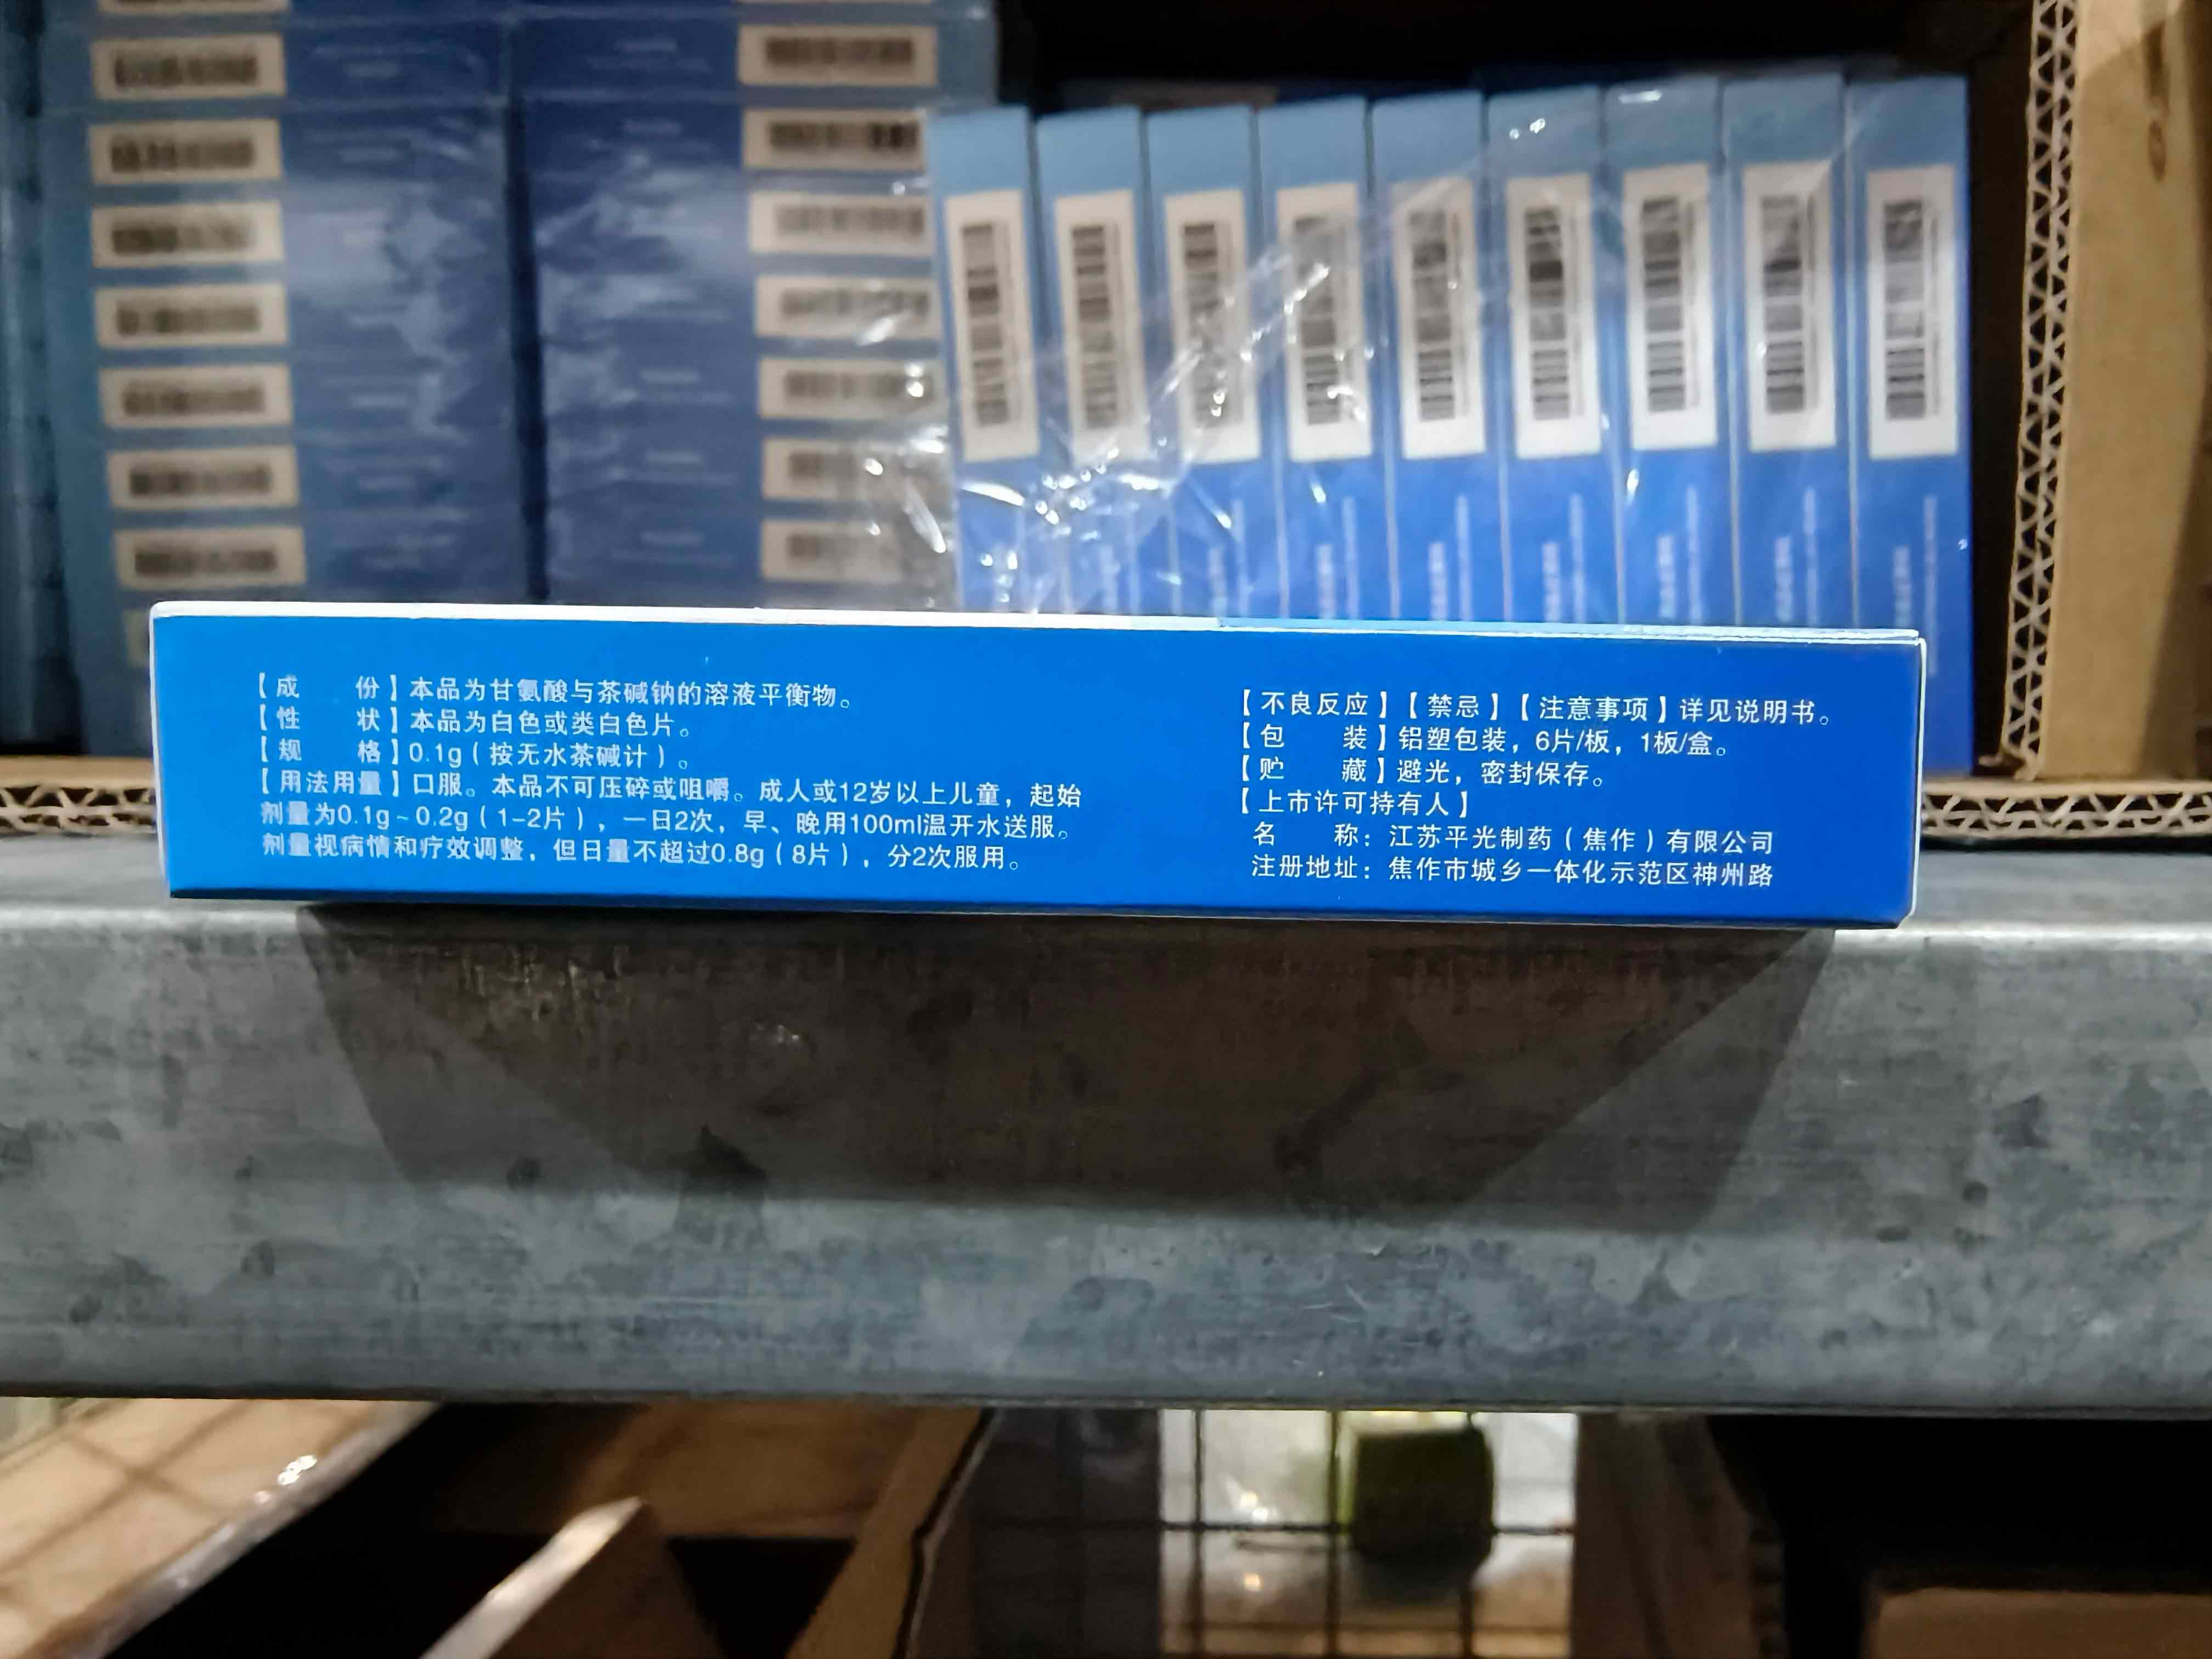 【成　　份】本品为甘氨酸与茶碱钠的溶液平衡物。
【性　　状】本品为白色或类白色片。
【规　　格】0.1g（按无水茶碱计）。
【用法用量】口服。本品不可压碎或咀嚼。成人或12岁以上儿童，起始
剂量为0.1g~0.2g（1-2片），一日2次，早、晚用100ml温开水送服。
剂量视病情和疗效调整，但日量不超过0.8g（8片），分2次服用。
【不良反应】【禁忌】【注意事项】详见说明书。
【包　　装】铝塑包装，6片/板，1板/盒。
【贮　　藏】避光，密封保存。
【上市许可持有人】
名　　称：江苏平光制药（焦作）有限公司
注册地址：焦作市城乡一体化示范区神州路